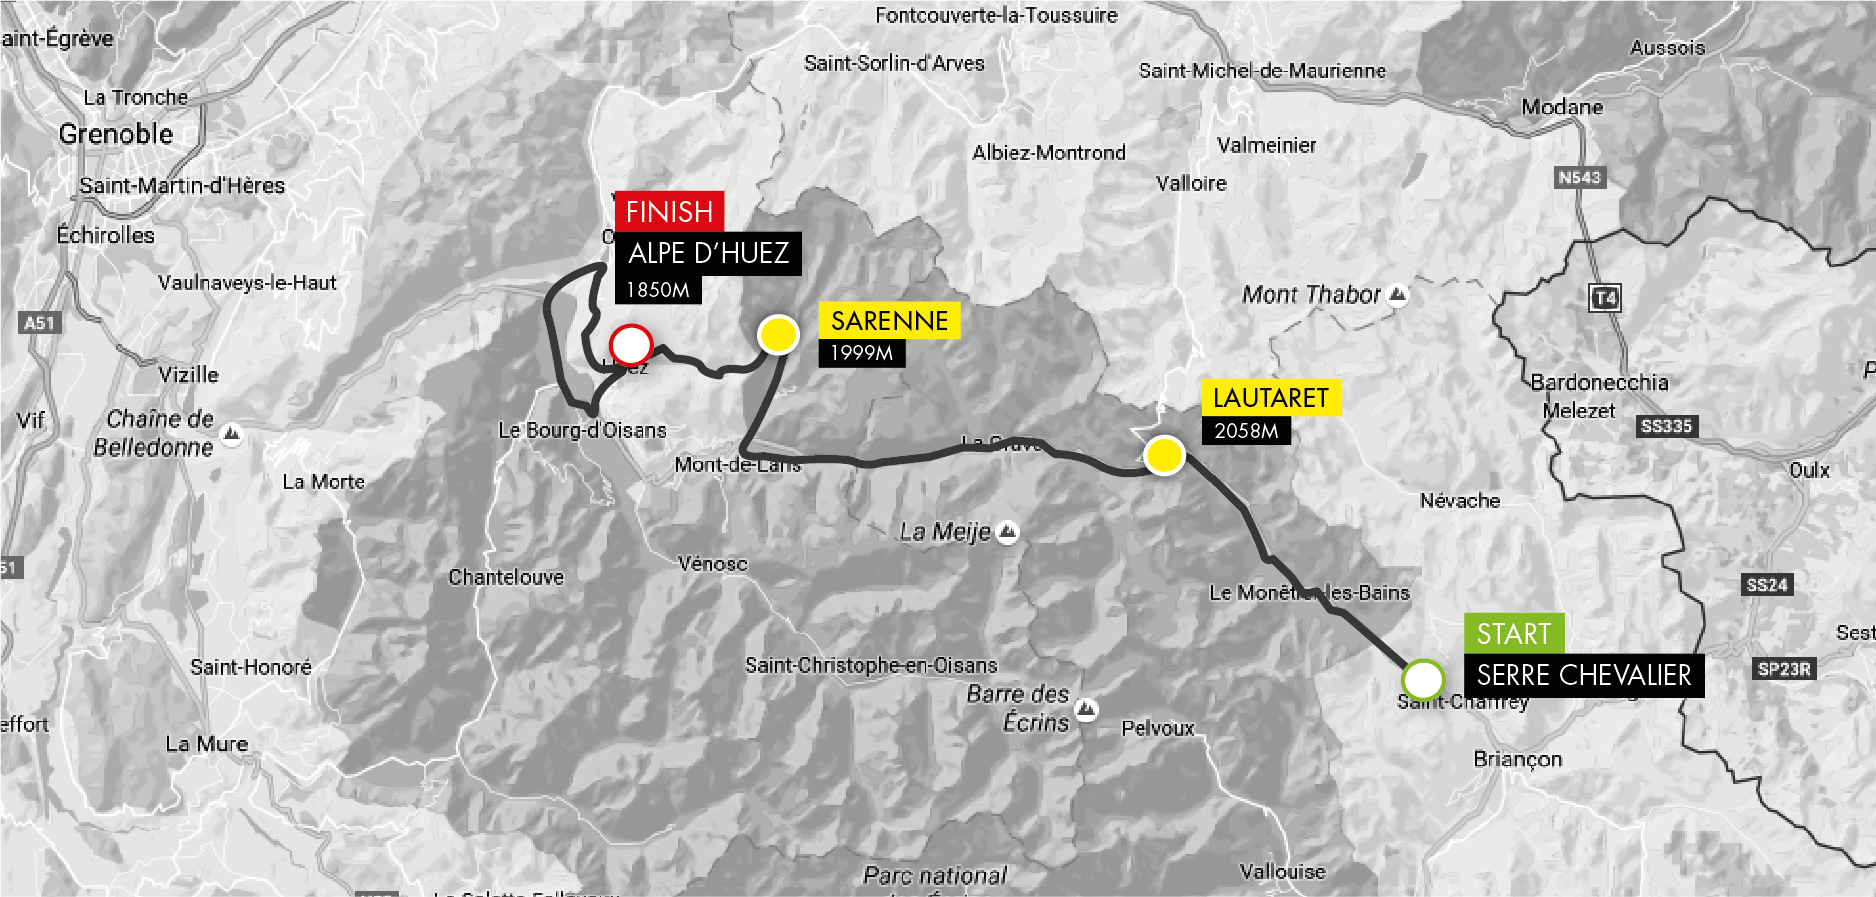 Fontcouverte-la-Toussuire
aint-Égrève
Aussois
Saint-Sorlin-d'Arves
Saint-Michel-de-Maurienne
La Tronche
Modane
Grenoble
Valmeinier
Albiez-Montrond
N543
Saint-Martin-d'Hères
Valloire
FINISH
Échirolles
ALPE D'HUEZ
Vaulnaveys-le-Haut
1850M
Mont Thabor
T4
A51
SARENNE
1999M
Huez
Vizille
Bardonecchia
LAUTARET
Melezet
Vif
Chaîne de
Belledonne
2058M
SS335
Le Bourg-d'Oisans
La Grave
Mont-de-Lans
Oulx
La Morte
Névache
La Meije
51
Vénosc
Chantelouve
SS24
Le Monêtier-les-Bains
START
Sest
Saint-Honoré
Saint-Christophe-en-Oisans
SERRE CHEVALIER
SP23R
Barre des
Écrins
Saint-Chaffrey
effort
Pelvoux
La Mure
Briançon
Parc national
Vallouise